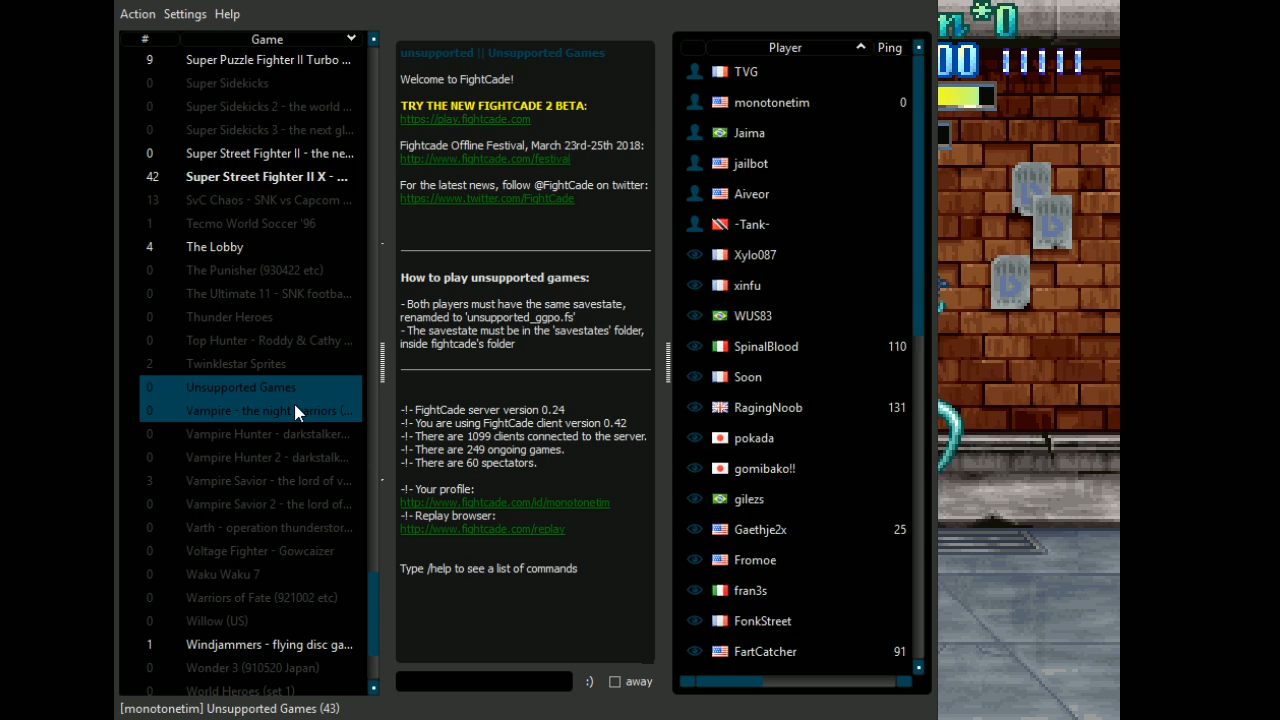 Action Settings Help
# Game
9 Super Puzzle Fighter II Turbo ...
0 Super Sidekicks
0 Super Sidekicks 2 - the world ...
0 Super Sidekicks 3 - the next gl...
0 Super Street Fighter II - the ne...
42 Super Street Fighter II X - ...
13 SvC Chaos - SNK vs Capcom ...
1 Tecmo World Soccer '96
4 The Lobby
0 The Punisher (930422 etc)
0 The Ultimate 11 - SNK footba...
0 Thunder Heroes
0 Top Hunter - Roddy & Cathy ...
2 Twinklestar Sprites
0 Unsupported Games
0 Vampire - the night warriors (...
0 Vampire Hunter - darkstalker...
0 Vampire Hunter 2 - darkstalk...
3 Vampire Savior - the lord of v...
0 Vampire Savior 2 - the lord of...
0 Varth - operation thunderstor...
0 Voltage Fighter - Gowcaizer
0 Waku Waku 7
0 Warriors of Fate (921002 etc)
0 Willow (US)
1 Windjammers - flying disc ga...
0 Wonder 3 (910520 Japan)
0 World Heroes (set 1)
[monotonetim] Unsupported Games (43)
unsupported || Unsupported Games
Welcome to FightCade!
TRY THE NEW FIGHTCADE 2 BETA:
https://play.fightcade.com
Fightcade Offline Festival, March 23rd-25th 2018:
http://www.fightcade.com/festival
For the latest news, follow @FightCade on twitter:
https://www.twitter.com/FightCade
How to play unsupported games:
- Both players must have the same savestate,
renamded to 'unsupported_ggpo.fs'
- The savestate must be in the 'savestates' folder,
inside fightcade's folder
-!- FightCade server version 0.24
-!- You are using FightCade client version 0.42
-!- There are 1099 clients connected to the server.
-!- There are 249 ongoing games.
-!- There are 60 spectators.
-!- Your profile:
http://www.fightcade.com/id/monotonetim
-!- Replay browser:
http://www.fightcade.com/replay
Type /help to see a list of commands
:) away
Player Ping
TVG
monotonetim 0
Jaima
jailbot
Aiveor
-Tank-
Xylo087
xinfu
WUS83
SpinalBlood 110
Soon
RagingNoob 131
pokada
gomibako!!
gilezs
Gaethje2x 25
Fromoe
fran3s
FonkStreet
FartCatcher 91
n*0
00